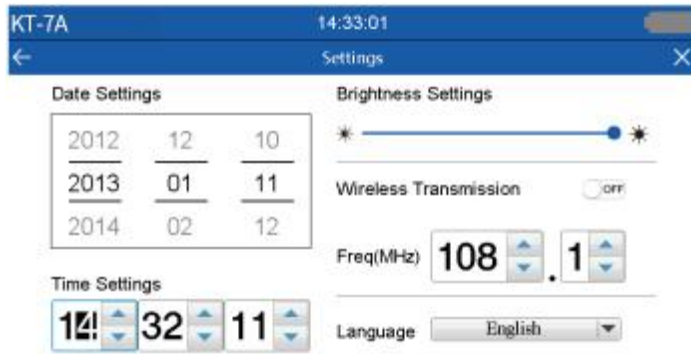 KT-7A 14:33:01
Settings
Date Settings
2012 12 10
2013 01 11
2014 02 12
Time Settings
14 32 11
Brightness Settings
Wireless Transmission OFF
Freq(MHz) 108 . 1
Language English